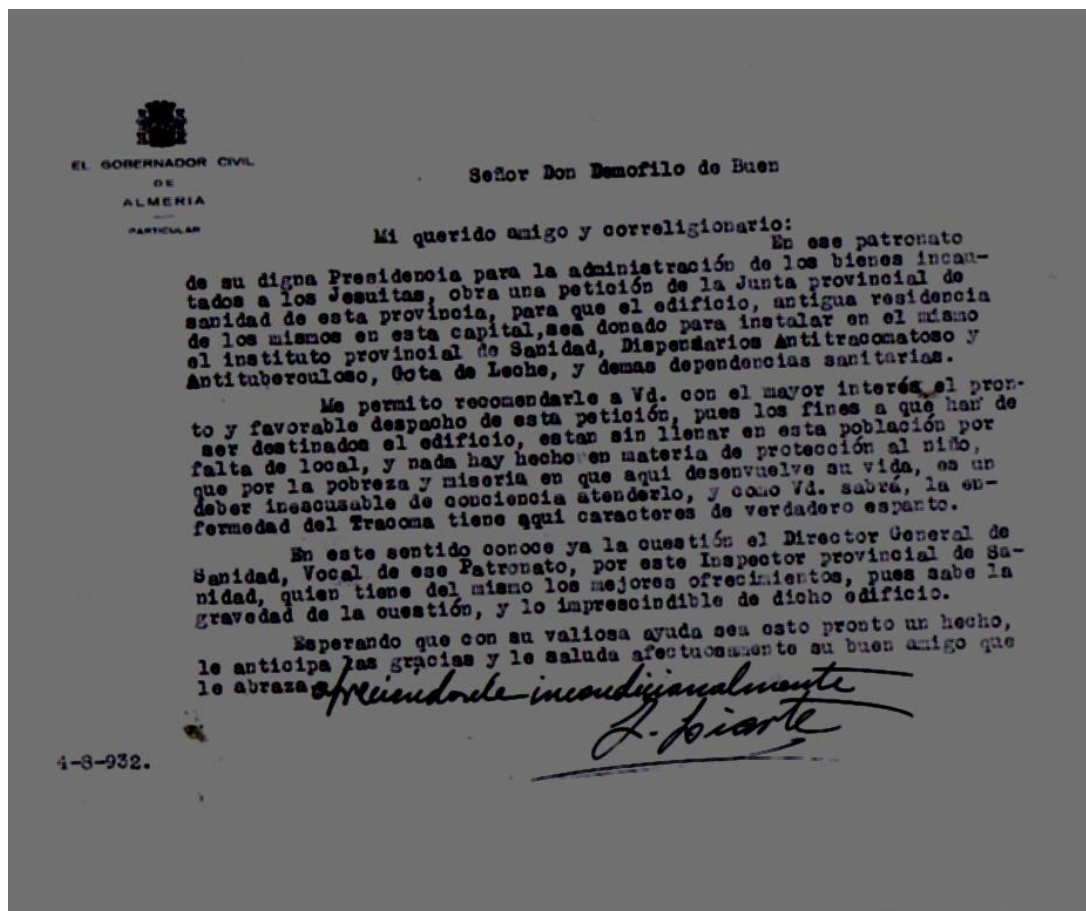 EL GOBERNADOR CIVIL
DE
ALMERIA
PARTICULAR
Señor Don Demofilo de Buen
Mi querido amigo y correligionario:
En ese patronato
de su digna Presidencia para la administración de los bienes incau-
tados a los Jesuitas, obra una petición de la Junta provincial de
sanidad de esta provincia, para que el edificio, antigua residencia
de los mismos en esta capital,sea donado para instalar en el mismo
el instituto provincial de Sanidad, Dispensarios Antitracomatoso y
Antituberculoso, Gota de Leche, y demas dependencias sanitarias.
Me permito recomendarle a Vd. con el mayor interés el pron-
to y favorable despacho de esta petición, pues los fines a que han de
ser destinados el edificio, estan sin llenar en esta población por
falta de local, y nada hay hecho en materia de protección al niño,
que por la pobreza y miseria en que aqui desenvuelve su vida, es un
deber inexcusable de conciencia atenderlo, y como Vd. sabrá, la en-
fermedad del Tracoma tiene aqui caracteres de verdadero espanto.
En este sentido conoce ya la cuestión el Director General de
Sanidad, Vocal de ese Patronato, por este Inspector provincial de Sa-
nidad, quien tiene del mismo los mejores ofrecimientos, pues sabe la
gravedad de la cuestión, y lo imprescindible de dicho edificio.
Esperando que con su valiosa ayuda sea esto pronto un hecho,
le anticipa las gracias y le saluda afectuosamente su buen amigo que
le abraza ofreciendosele incondicionalmente
4-8-932.